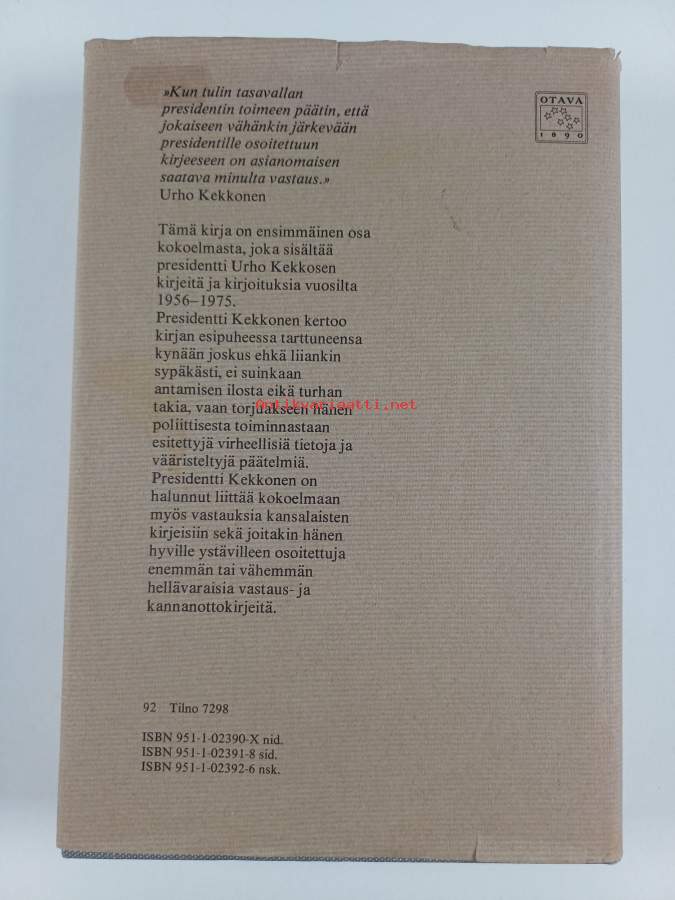 »Kun tulin tasavallan
presidentin toimeen päätin, että
jokaiseen vähänkin järkevään
presidentille osoitettuun
kirjeeseen on asianomaisen
saatava minulta vastaus.»
Urho Kekkonen
OTAVA
1890
Tämä kirja on ensimmäinen osa
kokoelmasta, joka sisältää
presidentti Urho Kekkosen
kirjeitä ja kirjoituksia vuosilta
1956–1975.
Presidentti Kekkonen kertoo
kirjan esipuheessa tarttuneensa
kynään joskus ehkä liiankin
sypäkästi, ei suinkaan
antamisen ilosta eikä turhan
takia, vaan torjuakseen hänen
Antikvariaatti.net
poliittisesta toiminnastaan
esitettyjä virheellisiä tietoja ja
vääristeltyjä päätelmiä.
Presidentti Kekkonen on
halunnut liittää kokoelmaan
myös vastauksia kansalaisten
kirjeisiin sekä joitakin hänen
hyville ystävilleen osoitettuja
enemmän tai vähemmän
hellävaraisia vastaus- ja
kannanottokirjeitä.
92 Tilno 7298
ISBN 951-1-02390-X nid.
ISBN 951-1-02391-8 sid.
ISBN 951-1-02392-6 nsk.